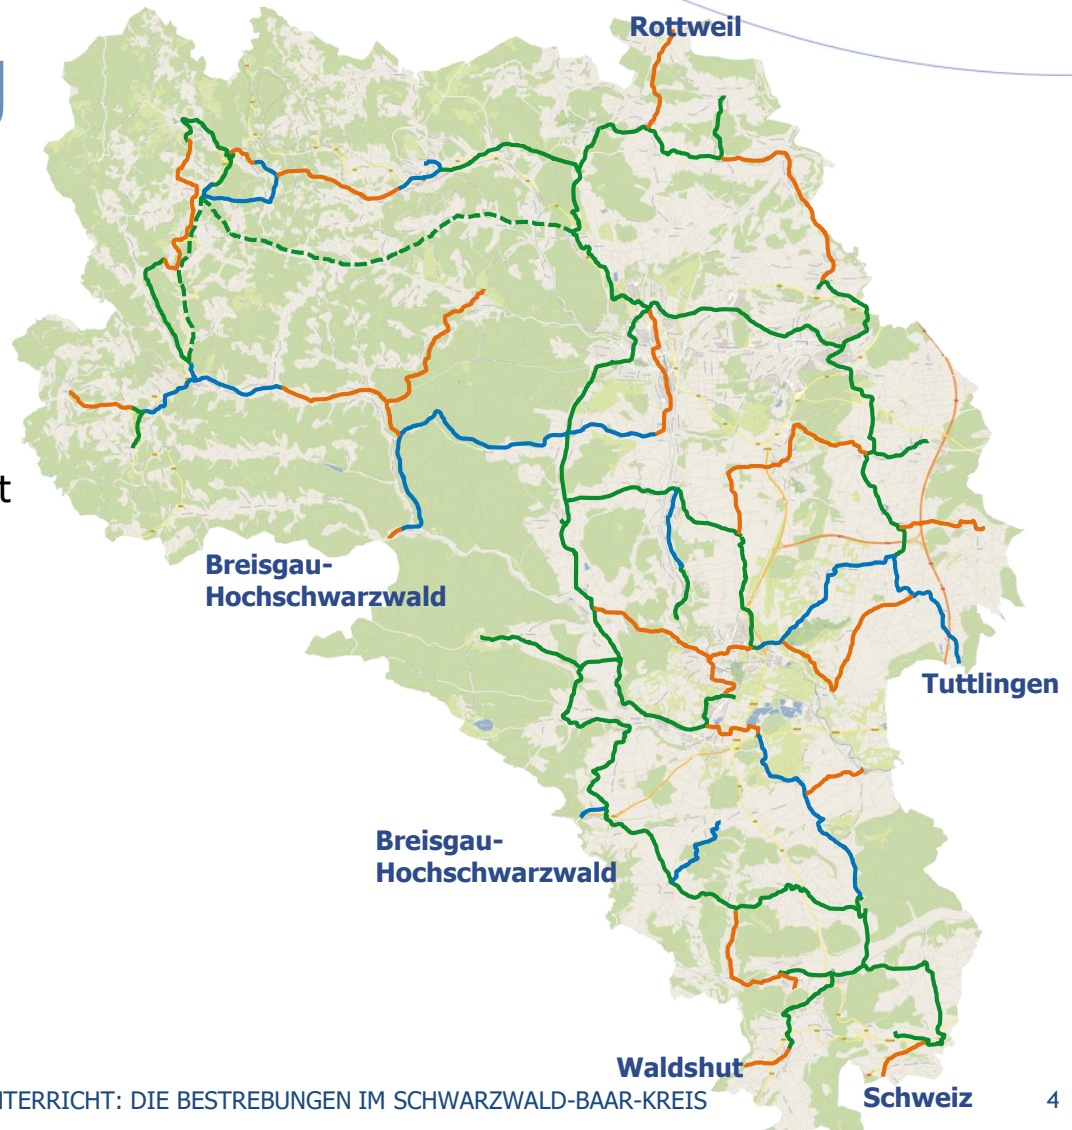 Rottweil
t
Breisgau-
Hochschwarzwald
Tuttlingen
Breisgau-
Hochschwarzwald
Waldshut
Schweiz
NTERRICHT: DIE BESTREBUNGEN IM SCHWARZWALD-BAAR-KREIS
4